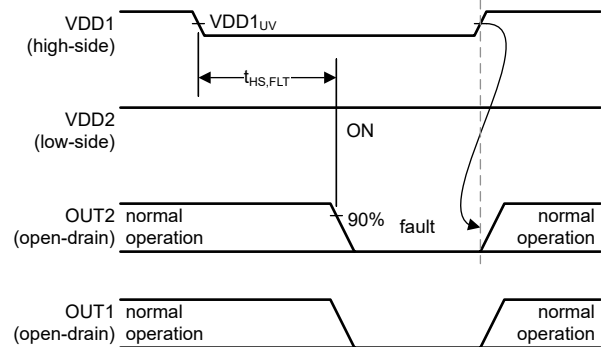 VDD1
(high-side)
VDD1UV
tHS,FLT
VDD2
(low-side)
ON
OUT2
(open-drain)
normal
operation
90%
fault
normal
operation
OUT1
(open-drain)
normal
operation
normal
operation